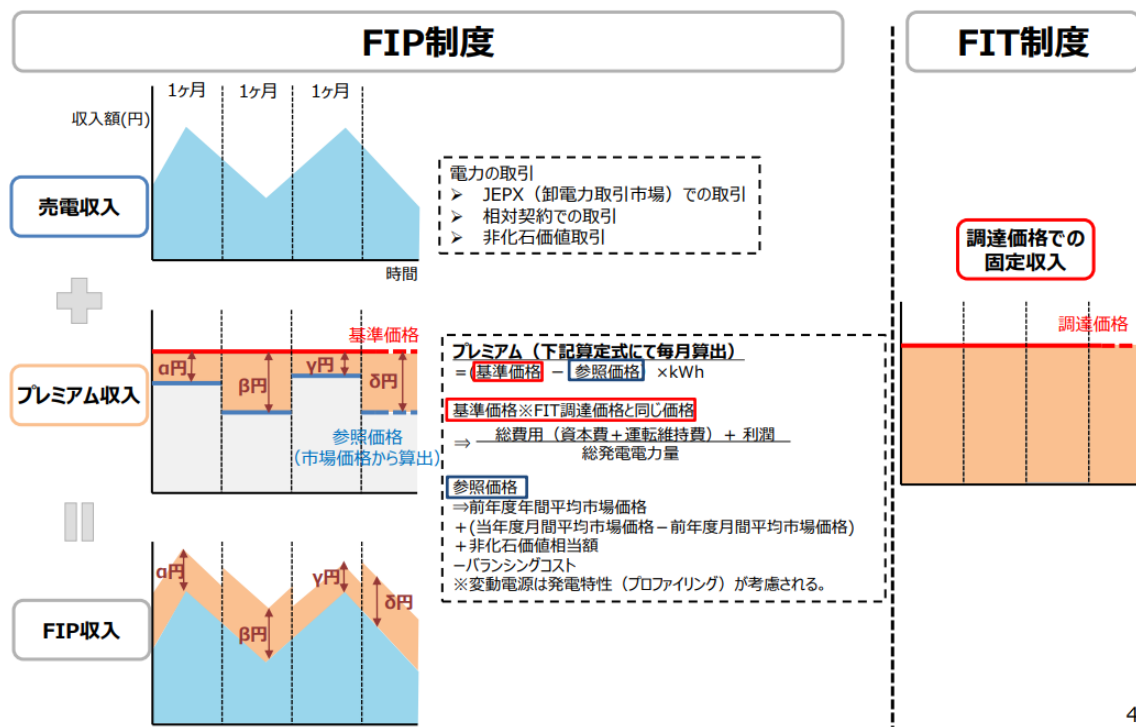 FIP制度
FIT制度
1ヶ月 1ヶ月 1ヶ月
収入額(円)
売電収入
時間
電力の取引
➢ JEPX（卸電力取引市場）での取引
➢ 相対契約での取引
➢ 非化石価値取引
調達価格での
固定収入
調達価格
プレミアム収入
基準価格
α円
β円
γ円
δ円
参照価格
（市場価格から算出）
プレミアム（下記算定式にて毎月算出）
=(基準価格 − 参照価格) ×kWh
基準価格※FIT調達価格と同じ価格
⇒ 総費用（資本費＋運転維持費）＋ 利潤
総発電電力量
参照価格
⇒前年度年間平均市場価格
＋(当年度月間平均市場価格−前年度月間平均市場価格)
＋非化石価値相当額
−バランシングコスト
※変動電源は発電特性（プロファイリング）が考慮される。
FIP収入
α円
β円
γ円
δ円
4